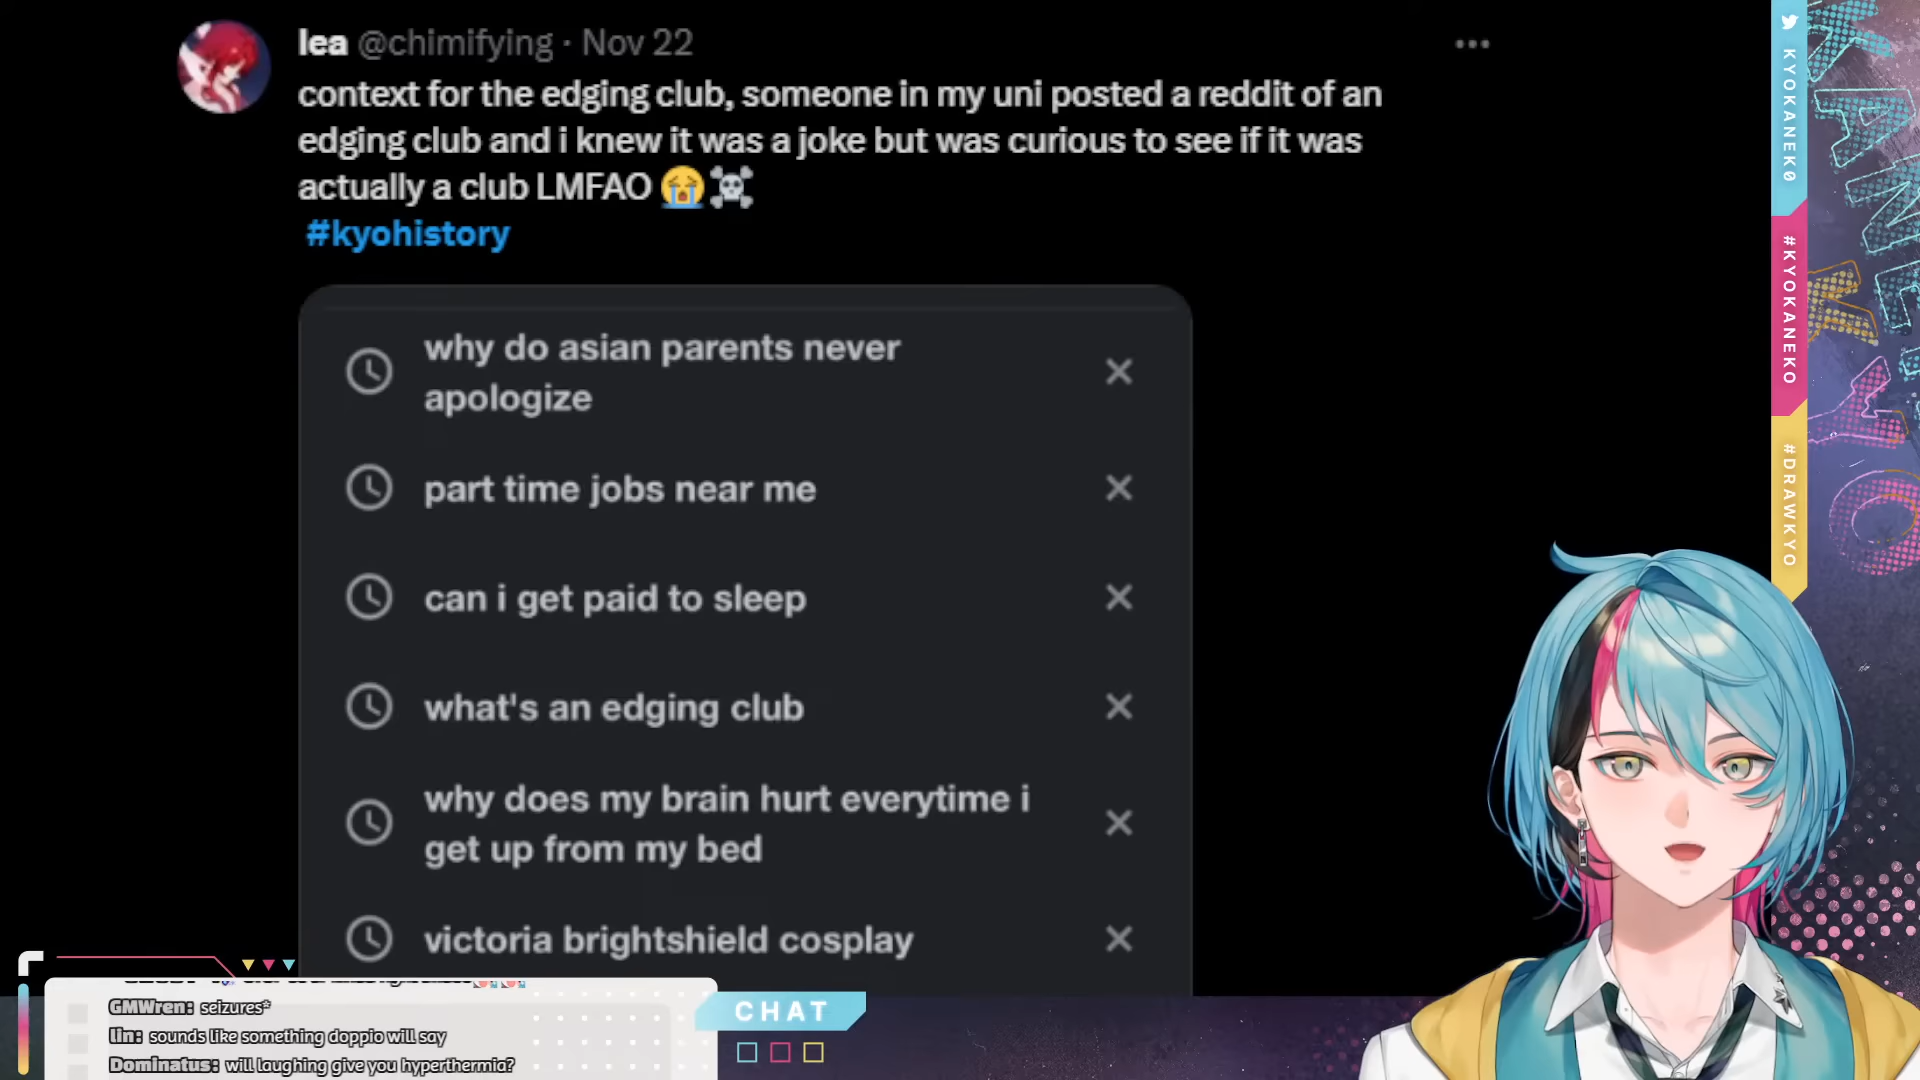 lea @chimifying · Nov 22
context for the edging club, someone in my uni posted a reddit of an
edging club and i knew it was a joke but was curious to see if it was
actually a club LMFAO 😭☠️
#kyohistory
why do asian parents never
apologize
part time jobs near me
can i get paid to sleep
what's an edging club
why does my brain hurt everytime i
get up from my bed
victoria brightshield cosplay
GMWren: seizures*
lin: sounds like something doppio will say
Dominatus: will laughing give you hyperthermia?
CHAT
KYOKANEK0
#KYOKANEKO
#DRAWKYO